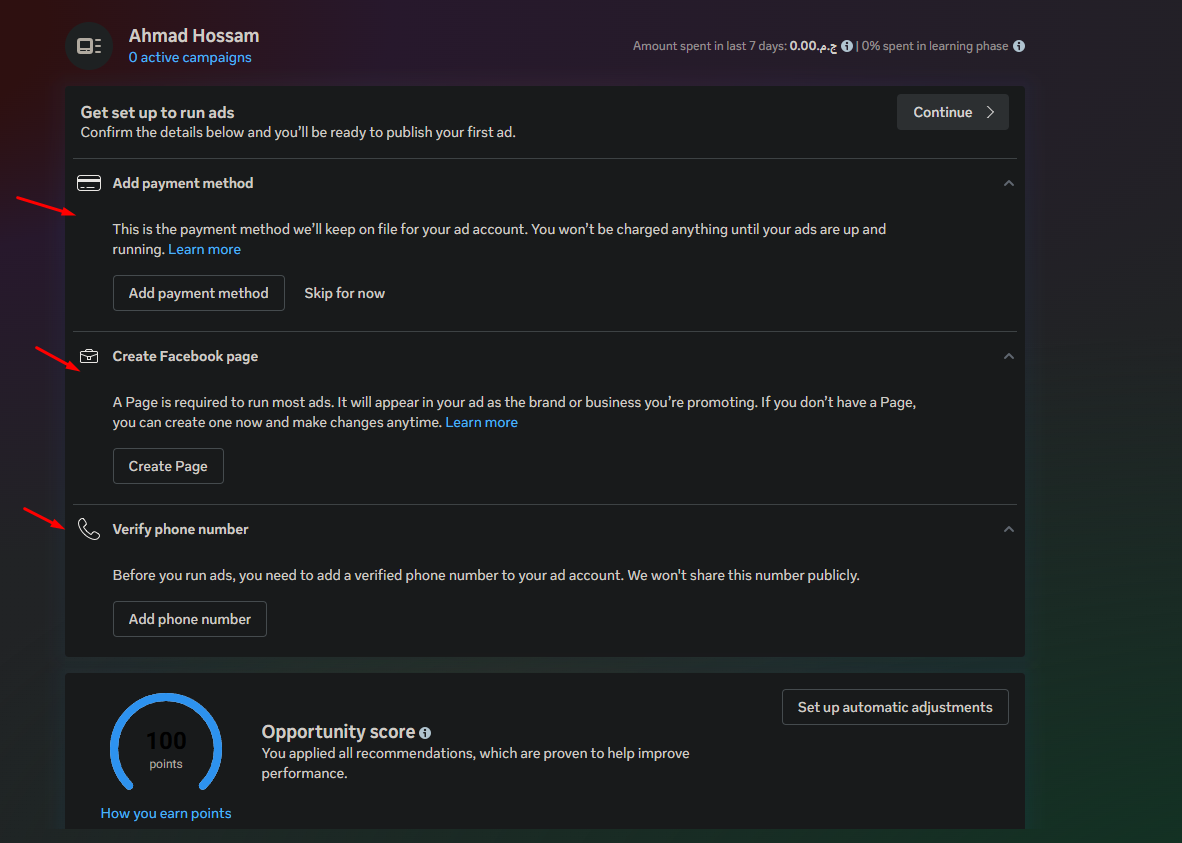 Ahmad Hossam
0 active campaigns
Amount spent in last 7 days: 0.00.ج.م | 0% spent in learning phase
Get set up to run ads
Confirm the details below and you’ll be ready to publish your first ad.
Continue
Add payment method
This is the payment method we’ll keep on file for your ad account. You won’t be charged anything until your ads are up and
running. Learn more
Add payment method
Skip for now
Create Facebook page
A Page is required to run most ads. It will appear in your ad as the brand or business you’re promoting. If you don’t have a Page,
you can create one now and make changes anytime. Learn more
Create Page
Verify phone number
Before you run ads, you need to add a verified phone number to your ad account. We won't share this number publicly.
Add phone number
100
points
How you earn points
Opportunity score
You applied all recommendations, which are proven to help improve
performance.
Set up automatic adjustments